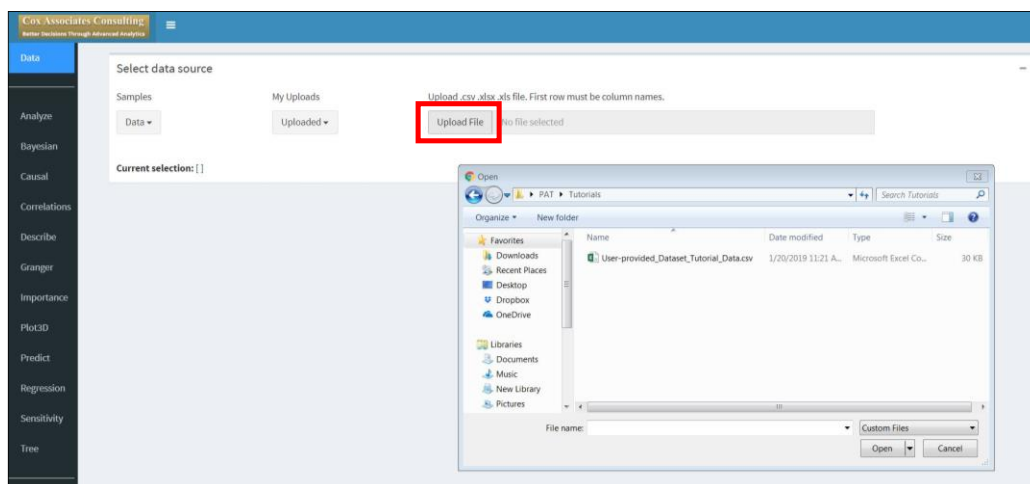 Cox Associates Consulting
Better Decisions Through Advanced Analytics
Data
Select data source
Samples
My Uploads
Upload .csv .xlsx .xls file. First row must be column names.
Data
Uploaded
Upload File
No file selected
Current selection: [ ]
Analyze
Bayesian
Causal
Correlations
Describe
Granger
Importance
Plot3D
Predict
Regression
Sensitivity
Tree
Open
PAT
Tutorials
Search Tutorials
Organize
New folder
Favorites
Downloads
Recent Places
Desktop
Dropbox
OneDrive
Libraries
Documents
Music
New Library
Pictures
Name
Date modified
Type
Size
User-provided_Dataset_Tutorial_Data.csv
1/20/2019 11:21 A...
Microsoft Excel Co...
30 KB
File name:
Custom Files
Open
Cancel